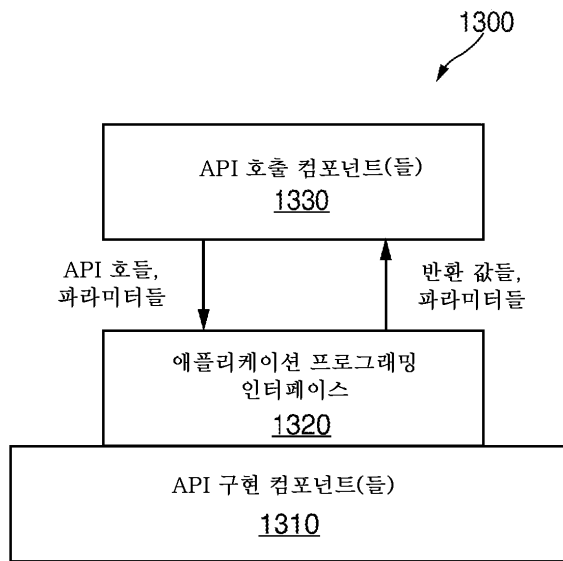 1300
API 호출 컴포넌트(들)
1330
API 호들,
파라미터들
반환 값들,
파라미터들
애플리케이션 프로그래밍
인터페이스
1320
API 구현 컴포넌트(들)
1310